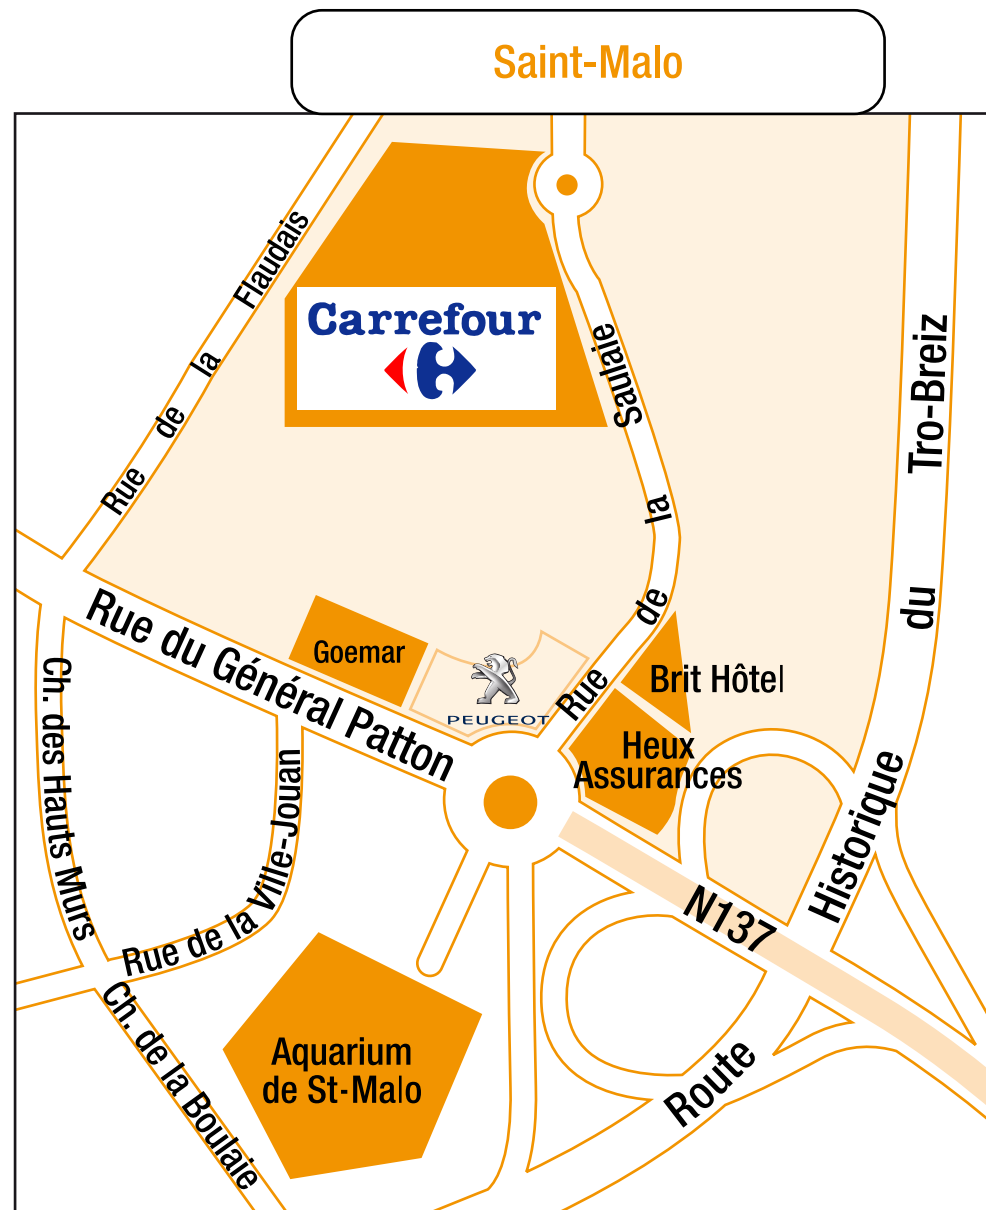 Saint-Malo
Rue de la Flaudais
Carrefour
Rue de la Saulaie
Route Historique du Tro-Breiz
Rue du Général Patton
Goemar
PEUGEOT
Brit Hôtel
Heux
Assurances
Ch. des Hauts Murs
Rue de la Ville-Jouan
N137
Ch. de la Boulaie
Aquarium
de St-Malo